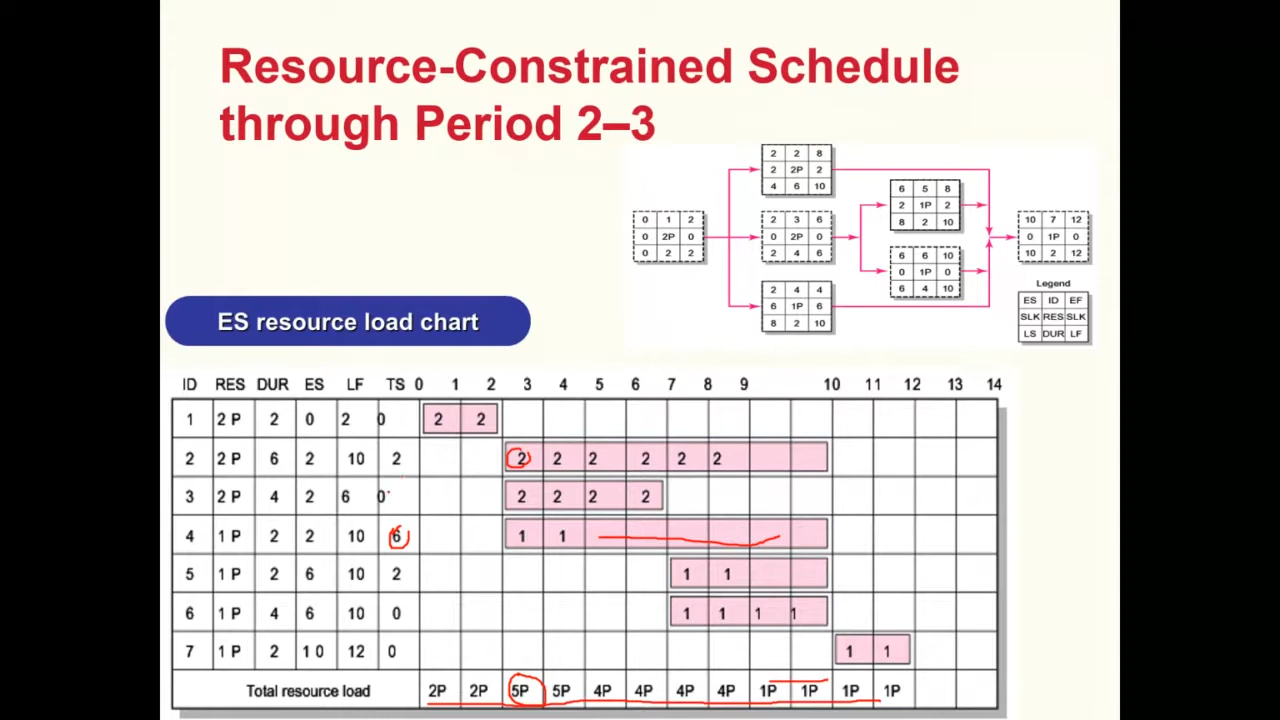 Resource-Constrained Schedule
through Period 2–3
2 2 8
2 2P 2
4 6 10
0 1 2
0 2P 0
0 2 2
2 3 6
0 2P 0
2 4 6
2 4 4
6 1P 6
8 2 10
6 5 8
2 1P 2
8 2 10
6 6 10
0 1P 0
6 4 10
10 7 12
0 1P 0
10 2 12
Legend
ES ID EF
SLK RES SLK
LS DUR LF
ES resource load chart
ID RES DUR ES LF TS 0 1 2 3 4 5 6 7 8 9 10 11 12 13 14
1 2 P 2 0 2 0 2 2
2 2 P 6 2 10 2 2 2 2 2 2 2
3 2 P 4 2 6 0 2 2 2 2
4 1 P 2 2 10 6 1 1
5 1 P 2 6 10 2 1 1
6 1 P 4 6 10 0 1 1 1 1
7 1 P 2 1 0 12 0 1 1
Total resource load 2P 2P 5P 5P 4P 4P 4P 4P 1P 1P 1P 1P